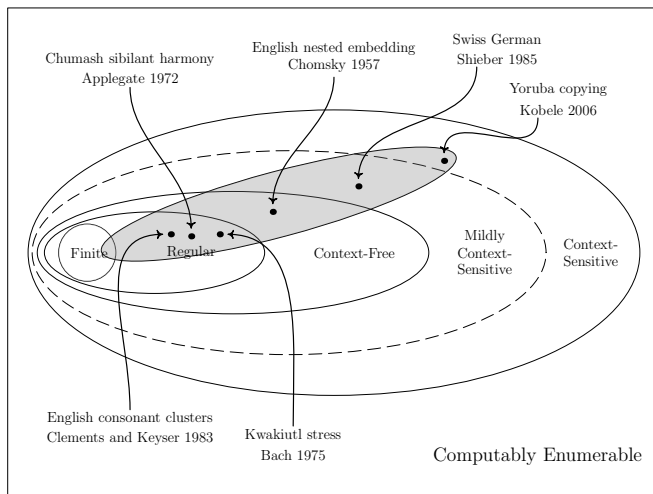 Swiss German
Shieber 1985
English nested embedding
Chomsky 1957
Chumash sibilant harmony
Applegate 1972
Yoruba copying
Kobele 2006
Finite
Regular
Context-Free
Mildly
Context-
Sensitive
Context-
Sensitive
English consonant clusters
Clements and Keyser 1983
Kwakiutl stress
Bach 1975
Computably Enumerable